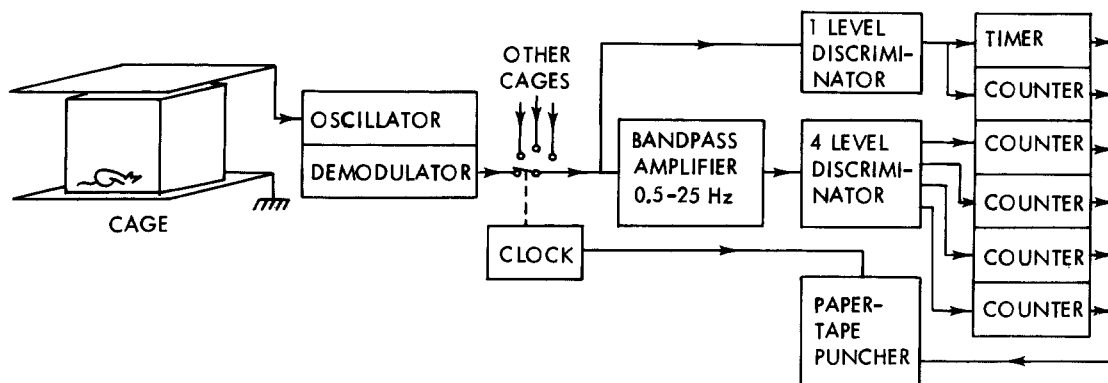 CAGE
OSCILLATOR
DEMODULATOR
OTHER
CAGES
CLOCK
BANDPASS
AMPLIFIER
0.5-25 Hz
1 LEVEL
DISCRIMI-
NATOR
4 LEVEL
DISCRIMI-
NATOR
TIMER
COUNTER
COUNTER
COUNTER
COUNTER
COUNTER
PAPER-
TAPE
PUNCHER